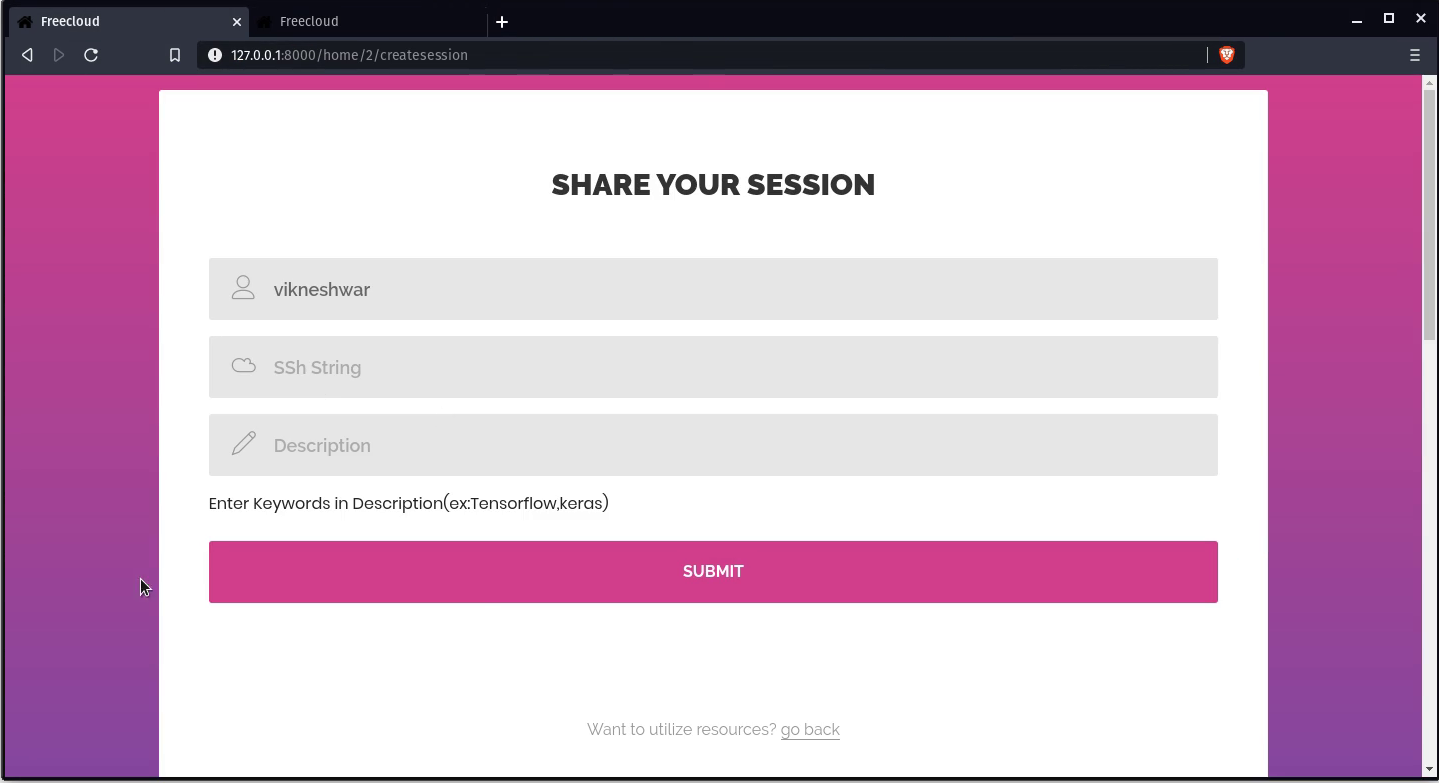 Freecloud
Freecloud
127.0.0.1:8000/home/2/createsession
SHARE YOUR SESSION
vikneshwar
SSh String
Description
Enter Keywords in Description(ex:Tensorflow,keras)
SUBMIT
Want to utilize resources? go back